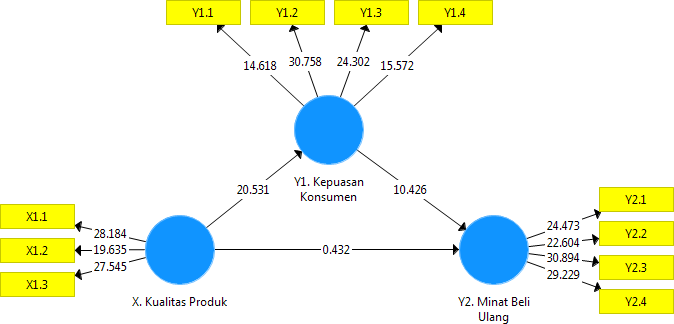 Y1.1
Y1.2
Y1.3
Y1.4
14.618
30.758
24.302
15.572
Y1. Kepuasan
Konsumen
20.531
10.426
X1.1
X1.2
X1.3
28.184
19.635
27.545
X. Kualitas Produk
0.432
Y2.1
Y2.2
Y2.3
Y2.4
24.473
22.604
30.894
29.229
Y2. Minat Beli
Ulang